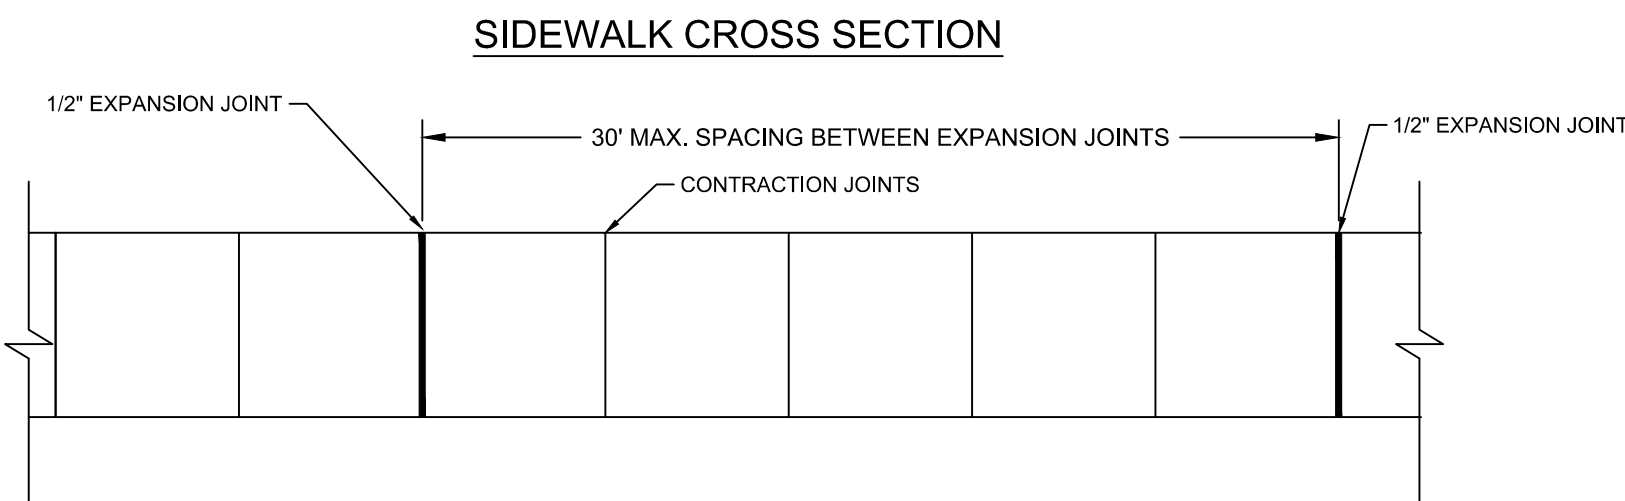 SIDEWALK CROSS SECTION
1/2" EXPANSION JOINT
30' MAX. SPACING BETWEEN EXPANSION JOINTS
1/2" EXPANSION JOINT
CONTRACTION JOINTS